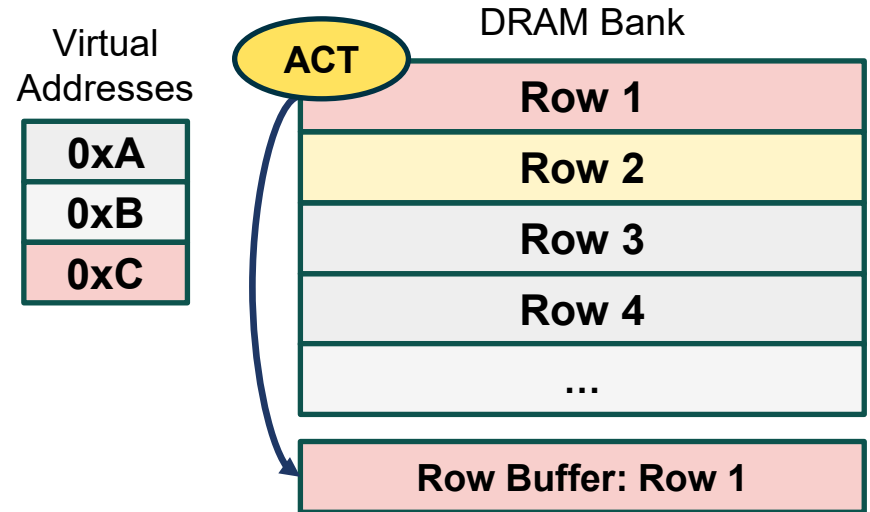 Virtual
Addresses
0xA
0xB
0xC
ACT
DRAM Bank
Row 1
Row 2
Row 3
Row 4
...
Row Buffer: Row 1